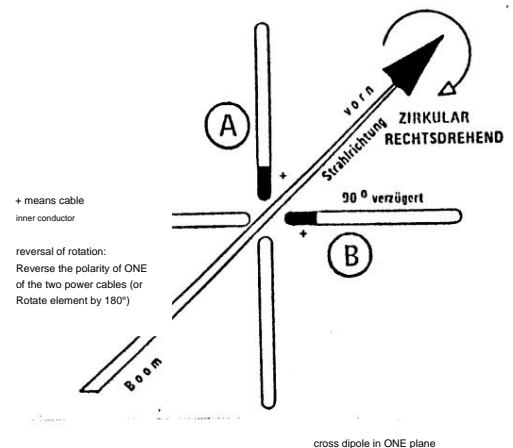 A
vorn
Strahlrichtung
ZIRKULAR
RECHTSDREHEND
+
90 ° verzügert
+
B
+ means cable
inner conductor
reversal of rotation:
Reverse the polarity of ONE
of the two power cables (or
Rotate element by 180°)
Boom
cross dipole in ONE plane